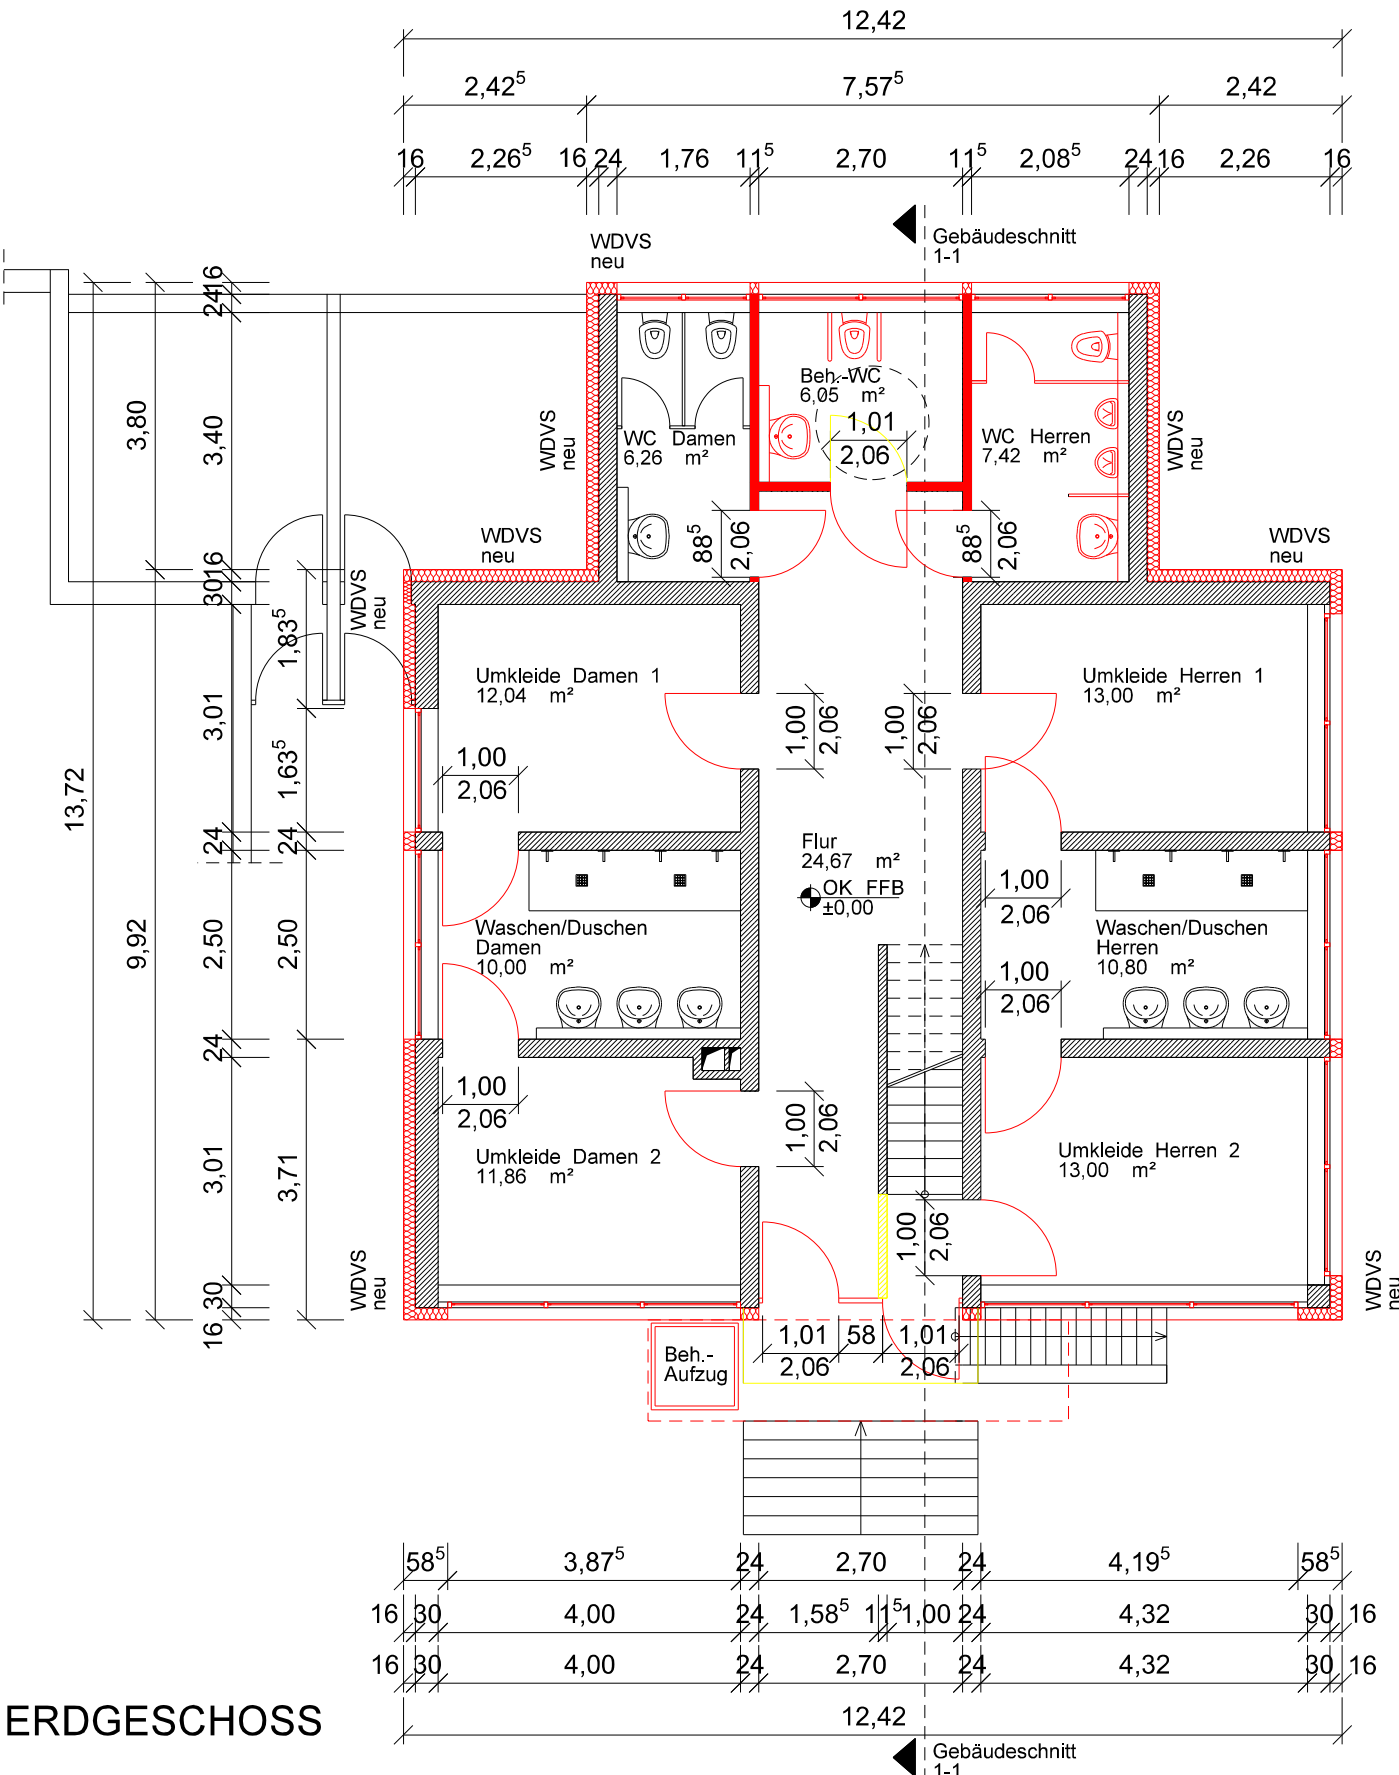 12,42
2,42⁵ 7,57⁵ 2,42
16 2,26⁵ 16 24 1,76 11⁵ 2,70 11⁵ 2,08⁵ 24 16 2,26 16
WDVS
neu
Gebäudeschnitt
1-1
16
24
3,80
3,40
16
30
1,83⁵
3,01
1,63⁵
13,72
24
24
9,92
2,50
2,50
24
3,01
3,71
30
16
WDVS
neu
WDVS
neu
WDVS
neu
WDVS
neu
WDVS
neu
WDVS
neu
WDVS
neu
Beh.-WC
6,05 m²
1,01
2,06
WC Damen
6,26 m²
WC Herren
7,42 m²
88⁵
2,06
88⁵
2,06
Umkleide Damen 1
12,04 m²
Umkleide Herren 1
13,00 m²
1,00
2,06
1,00
2,06
1,00
2,06
Flur
24,67 m²
OK FFB
±0,00
1,00
2,06
Waschen/Duschen
Damen
10,00 m²
Waschen/Duschen
Herren
10,80 m²
1,00
2,06
1,00
2,06
1,00
2,06
Umkleide Damen 2
11,86 m²
Umkleide Herren 2
13,00 m²
1,00
2,06
Beh.-
Aufzug
1,01 58 1,01
2,06 2,06
58⁵ 3,87⁵ 24 2,70 24 4,19⁵ 58⁵
16 30 4,00 24 1,58⁵ 11⁵ 1,00 24 4,32 30 16
16 30 4,00 24 2,70 24 4,32 30 16
ERDGESCHOSS
12,42
Gebäudeschnitt
1-1